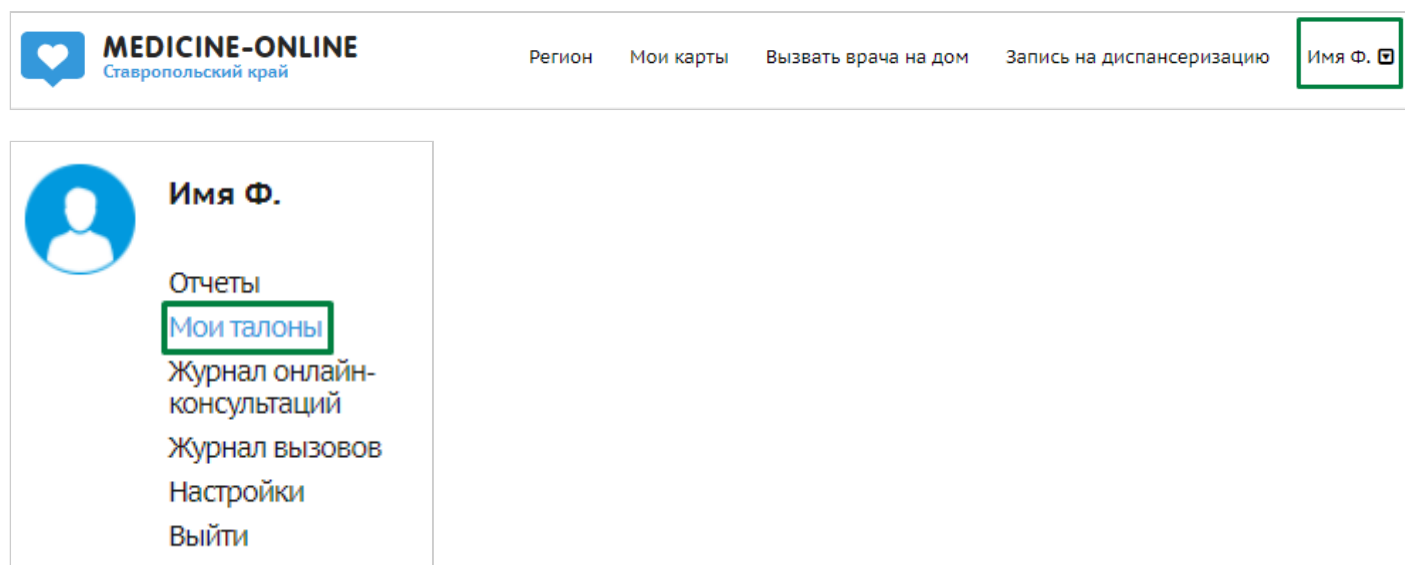 MEDICINE-ONLINE
Ставропольский край
Регион Мои карты Вызвать врача на дом Запись на диспансеризацию Имя Ф.
Имя Ф.
Отчеты
Мои талоны
Журнал онлайн-
консультаций
Журнал вызовов
Настройки
Выйти